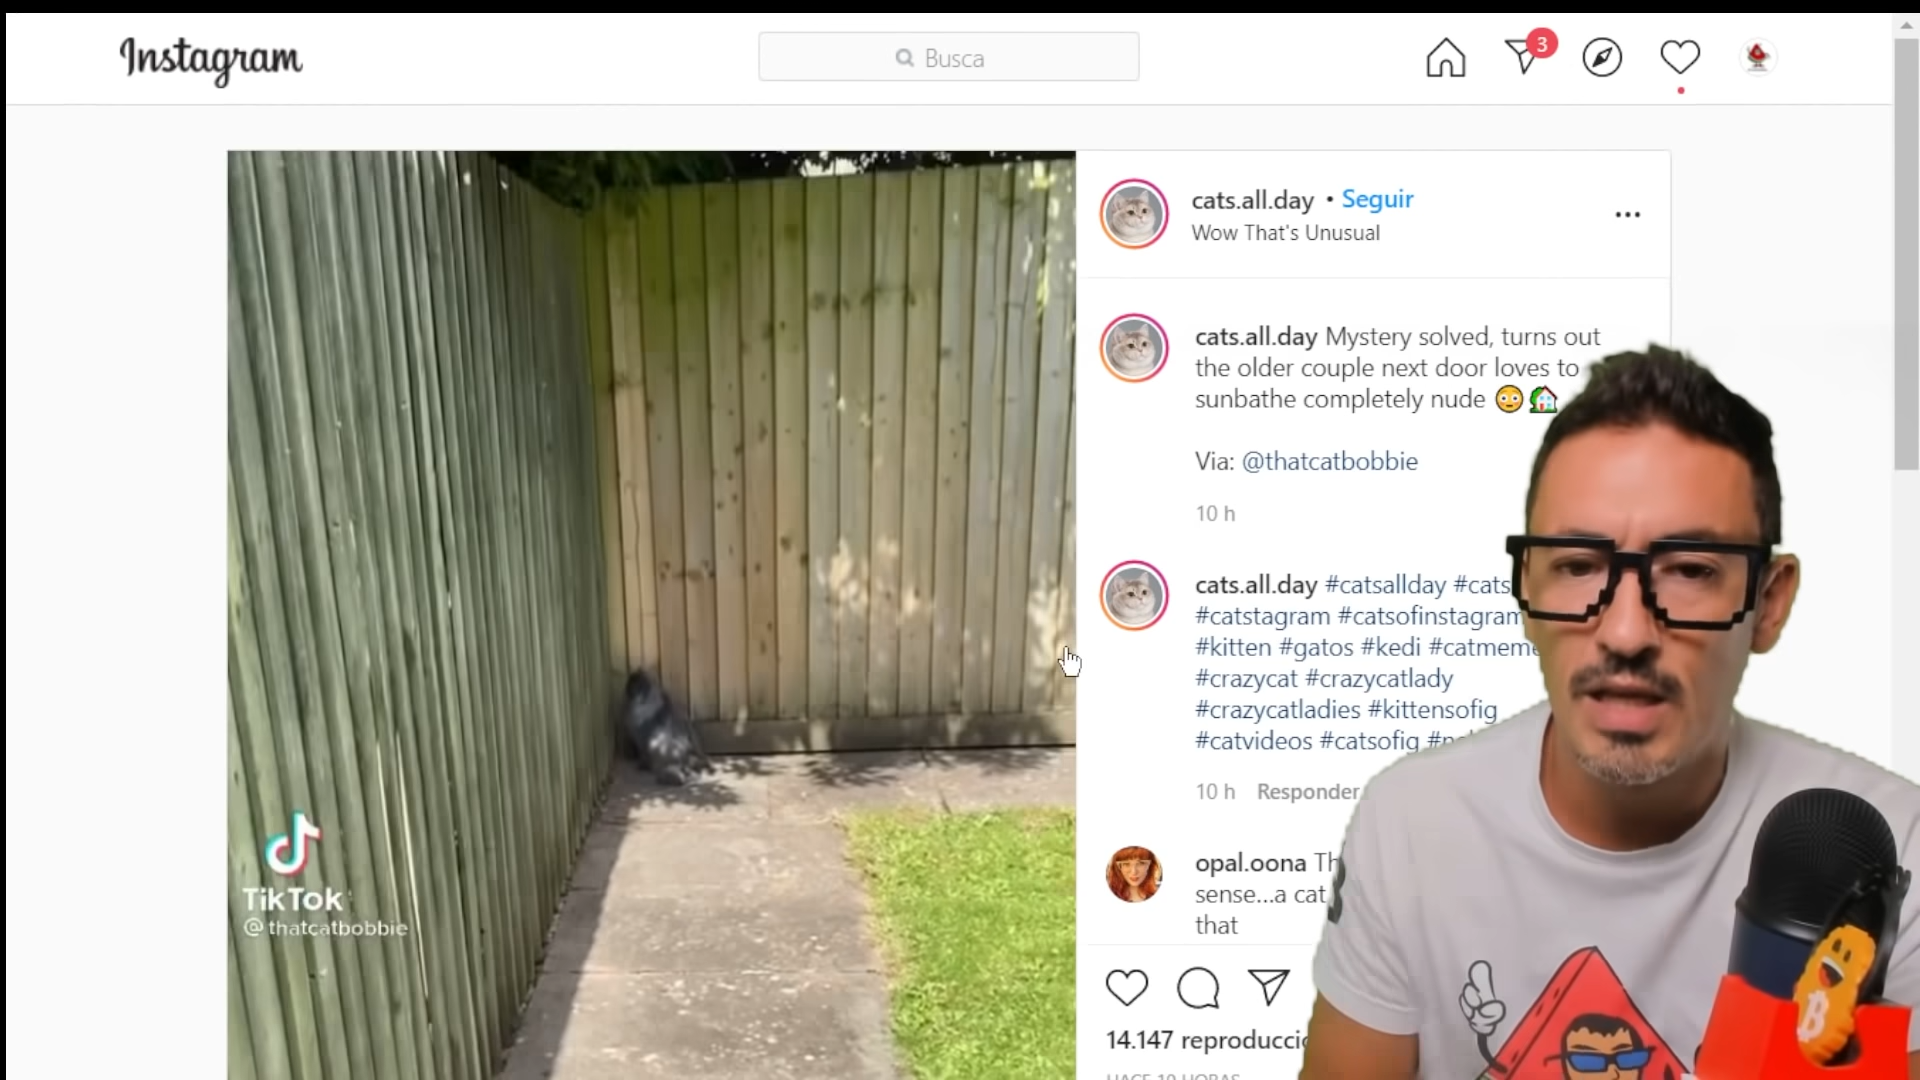 Instagram
Busca
3
cats.all.day • Seguir
Wow That's Unusual
cats.all.day Mystery solved, turns out
the older couple next door loves to
sunbathe completely nude 😳🏡
Via: @thatcatbobbie
10 h
cats.all.day #catsallday #cats
#catstagram #catsofinstagram
#kitten #gatos #kedi #catmeme
#crazycat #crazycatlady
#crazycatladies #kittensofig
#catvideos #catsofig
10 h Responder
opal.oona
sense...a cat
that
14.147
HACE 10 HORAS
TikTok
@thatcatbobbie